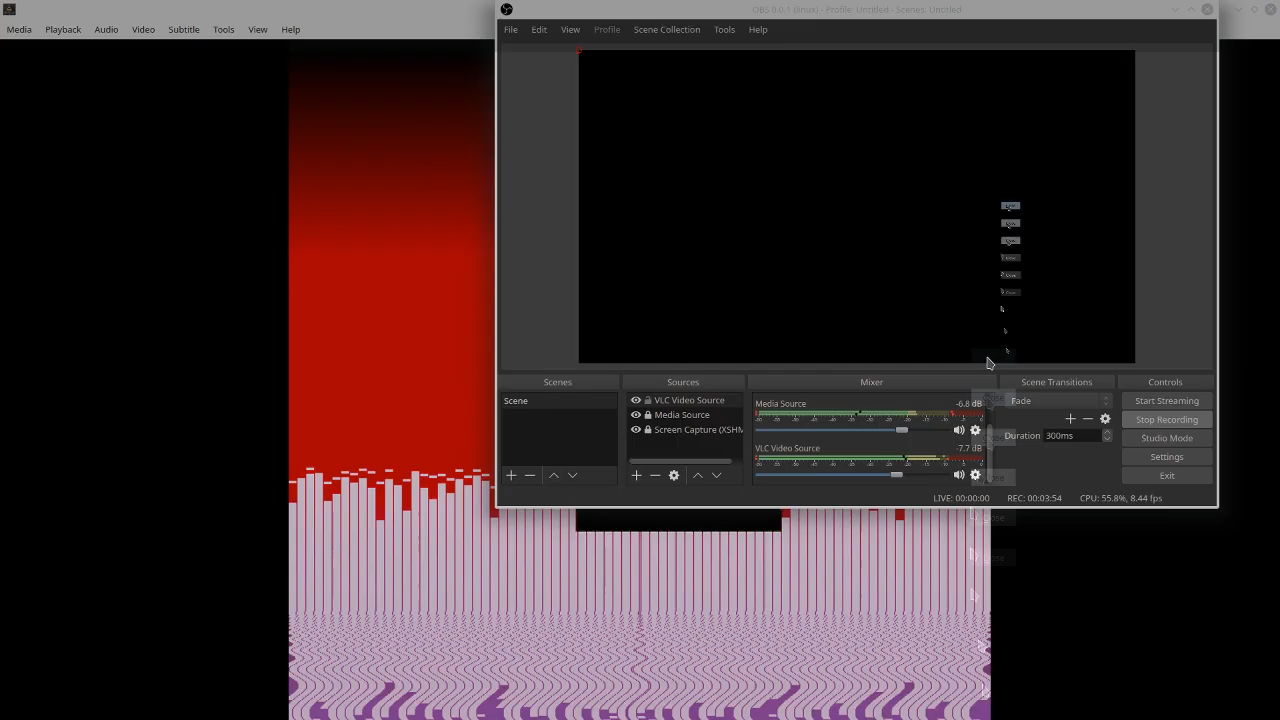 OBS 0.0.1 (linux) - Profile: Untitled - Scenes: Untitled
Media Playback Audio Video Subtitle Tools View Help
File Edit View Profile Scene Collection Tools Help
Scenes Sources Mixer Scene Transitions Controls
Scene
VLC Video Source
Media Source
Screen Capture (XSHM
Media Source -6.8 dB
VLC Video Source -7.7 dB
Fade
Duration 300ms
Start Streaming
Stop Recording
Studio Mode
Settings
Exit
LIVE: 00:00:00 REC: 00:03:54 CPU: 55.8%, 8.44 fps
Close
Close